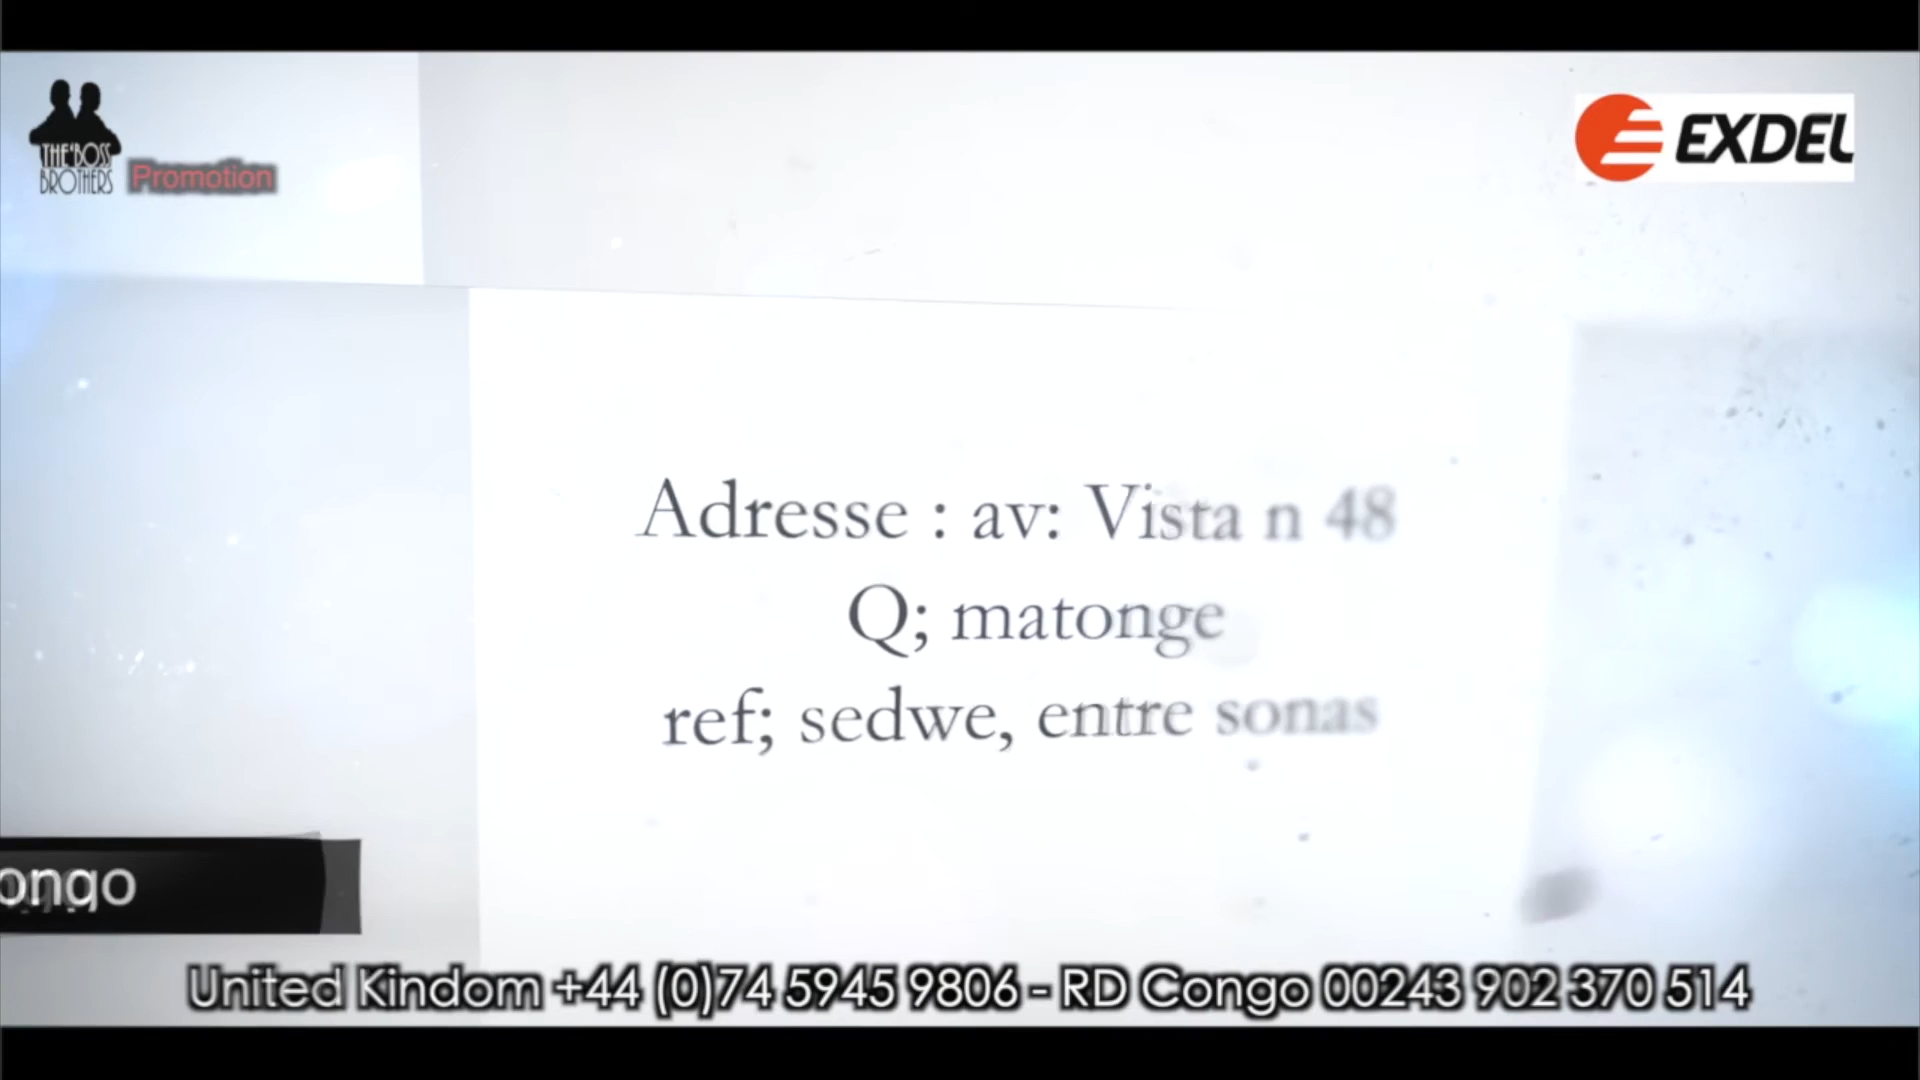 THE'BOSS
BROTHERS
Promotion
EXDEL
Adresse : av: Vista n 48
Q; matonge
ref; sedwe, entre sonas
ongo
United Kindom +44 (0)74 5945 9806 - RD Congo 00243 902 370 514